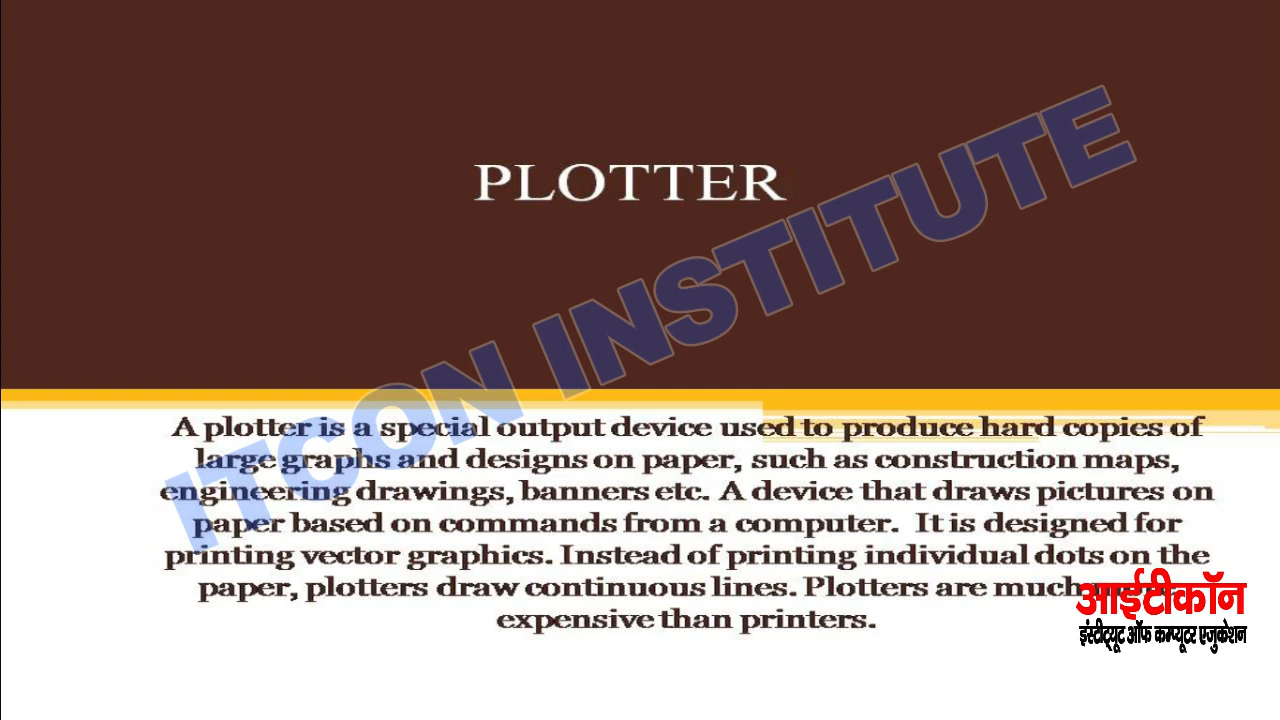 PLOTTER
ITCON INSTITUTE
A plotter is a special output device used to produce hard copies of
large graphs and designs on paper, such as construction maps,
engineering drawings, banners etc. A device that draws pictures on
paper based on commands from a computer. It is designed for
printing vector graphics. Instead of printing individual dots on the
paper, plotters draw continuous lines. Plotters are much
expensive than printers.
आईटीकॉन
इंस्टीट्यूट ऑफ कम्प्यूटर एजुकेशन